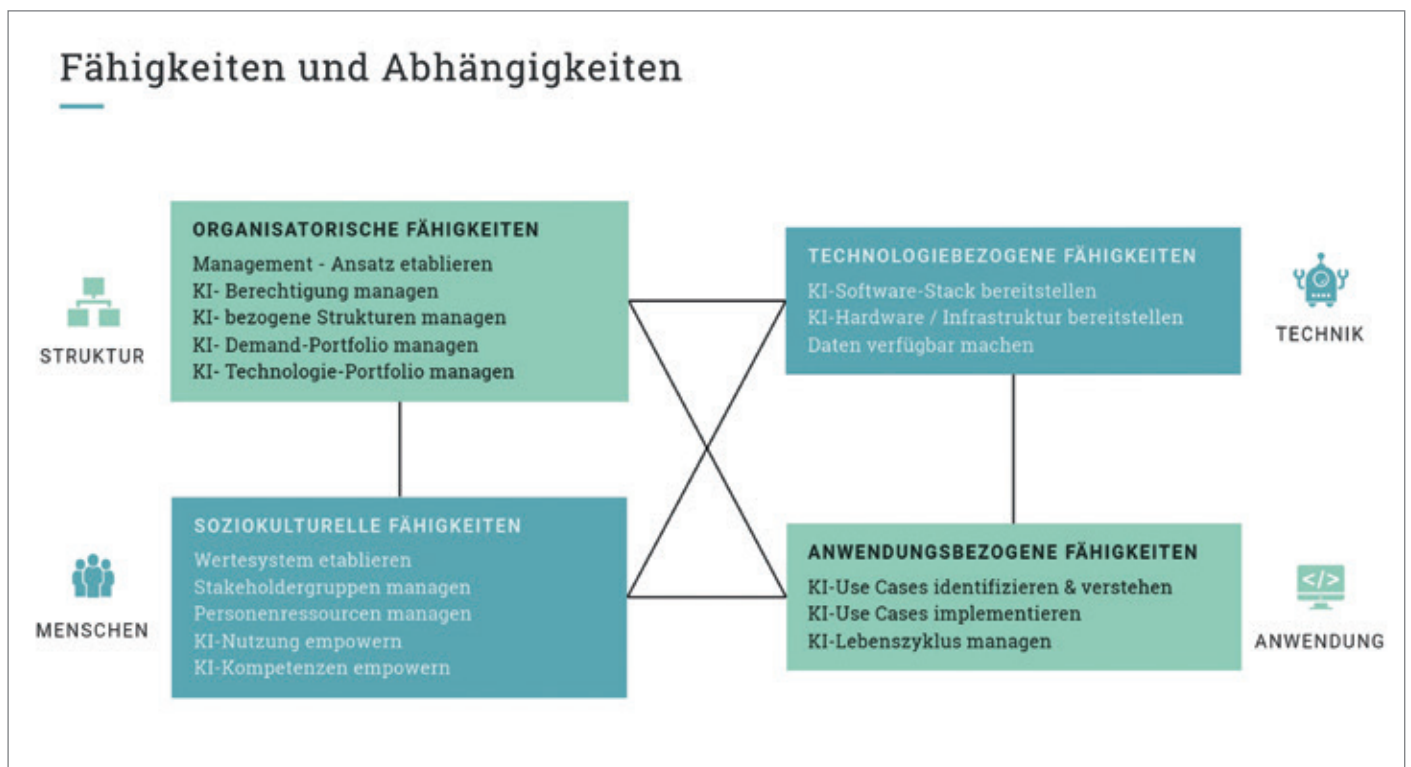 Fähigkeiten und Abhängigkeiten
STRUKTUR
ORGANISATORISCHE FÄHIGKEITEN
Management - Ansatz etablieren
KI- Berechtigung managen
KI- bezogene Strukturen managen
KI- Demand-Portfolio managen
KI- Technologie-Portfolio managen
TECHNOLOGIEBEZOGENE FÄHIGKEITEN
KI-Software-Stack bereitstellen
KI-Hardware / Infrastruktur bereitstellen
Daten verfügbar machen
TECHNIK
MENSCHEN
SOZIOKULTURELLE FÄHIGKEITEN
Wertesystem etablieren
Stakeholdergruppen managen
Personenressourcen managen
KI-Nutzung empowern
KI-Kompetenzen empowern
ANWENDUNGSBEZOGENE FÄHIGKEITEN
KI-Use Cases identifizieren & verstehen
KI-Use Cases implementieren
KI-Lebenszyklus managen
</>
ANWENDUNG